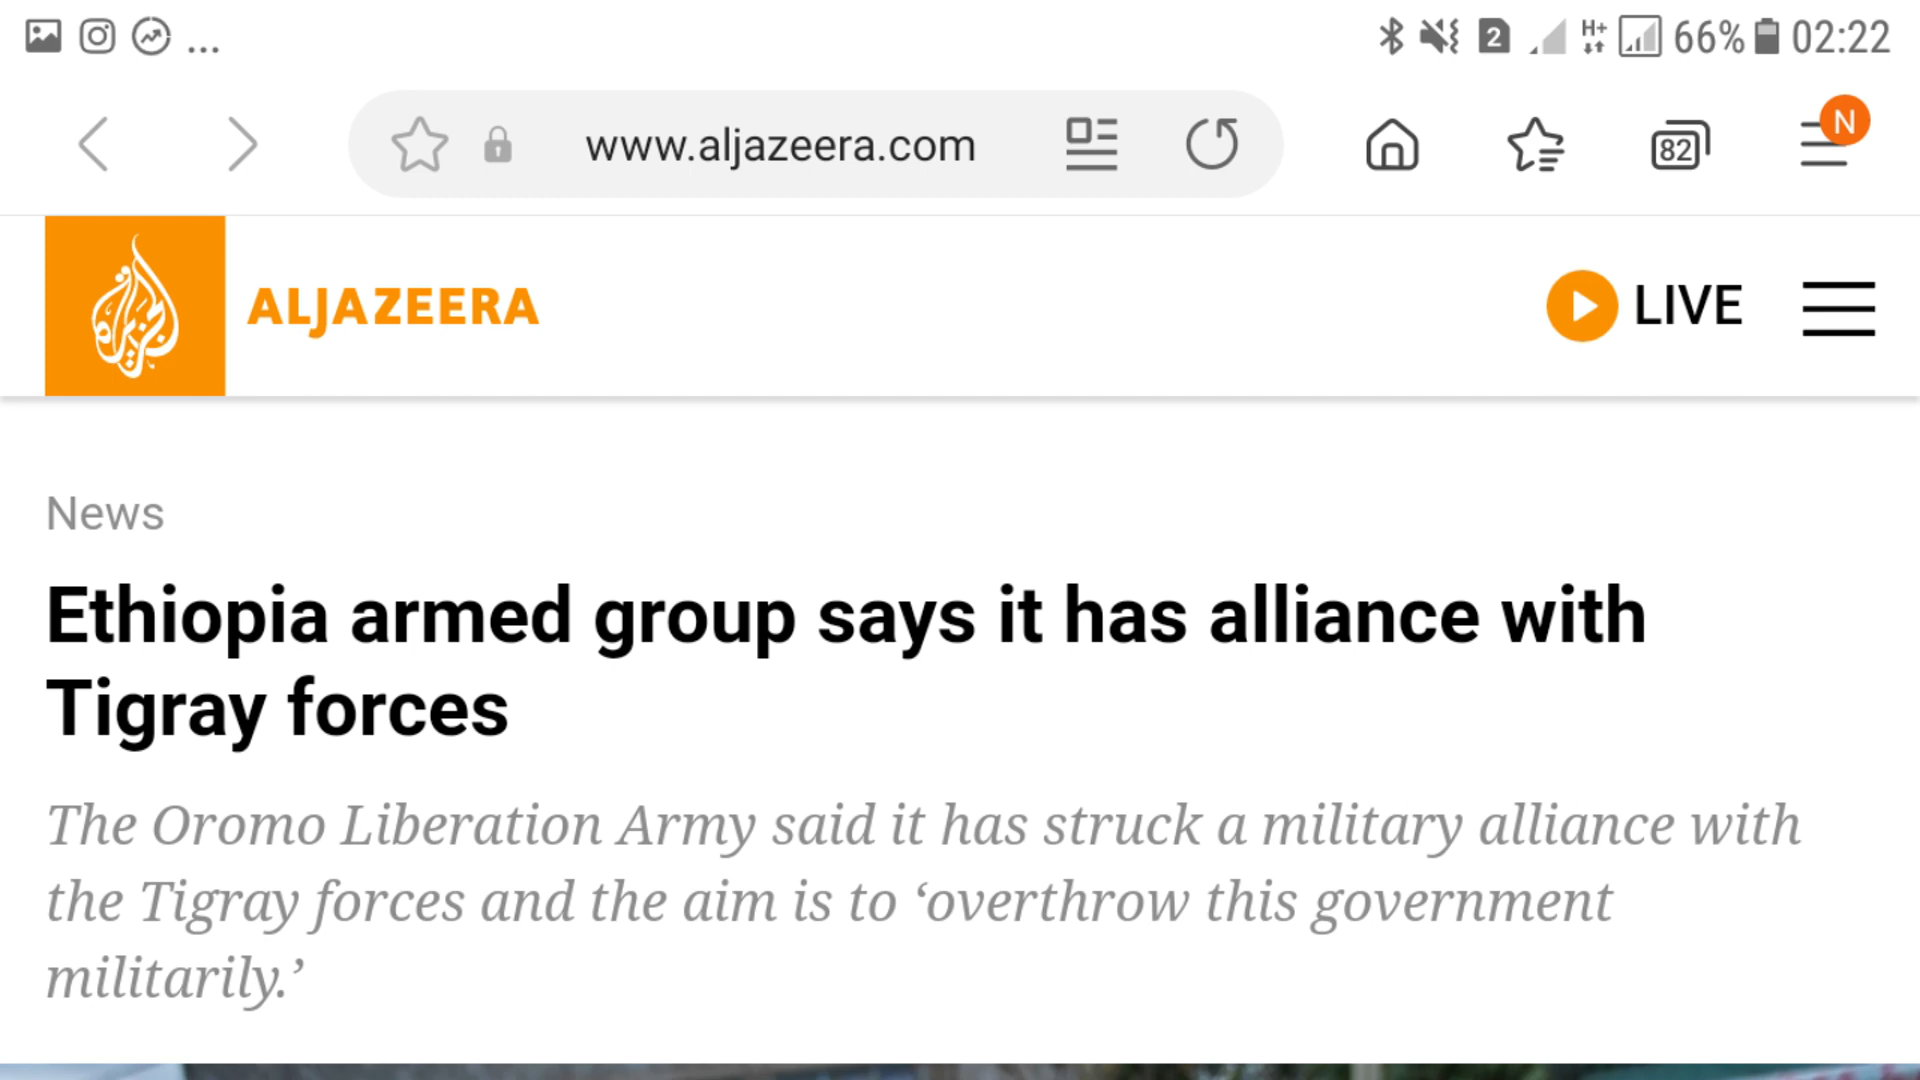 ... 2 H+ 66% 02:22
www.aljazeera.com 82 N
ALJAZEERA LIVE
News
Ethiopia armed group says it has alliance with
Tigray forces
The Oromo Liberation Army said it has struck a military alliance with
the Tigray forces and the aim is to ‘overthrow this government
militarily.’